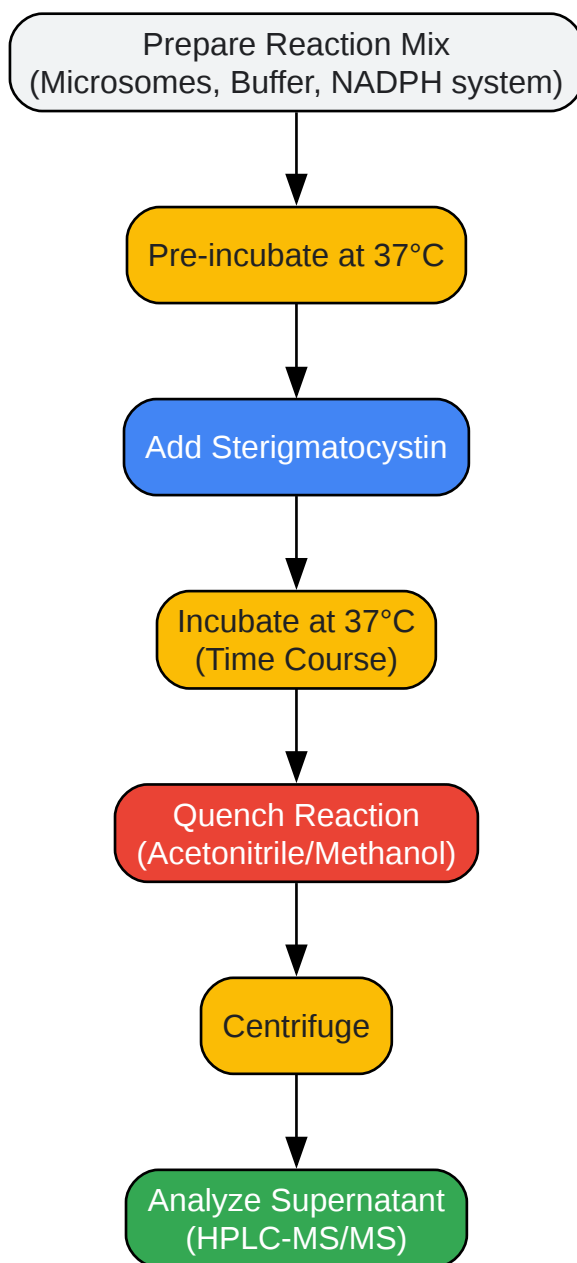 Prepare Reaction Mix
(Microsomes, Buffer, NADPH system)
Pre-incubate at 37°C
Add Sterigmatocystin
Incubate at 37°C
(Time Course)
Quench Reaction
(Acetonitrile/Methanol)
Centrifuge
Analyze Supernatant
(HPLC-MS/MS)